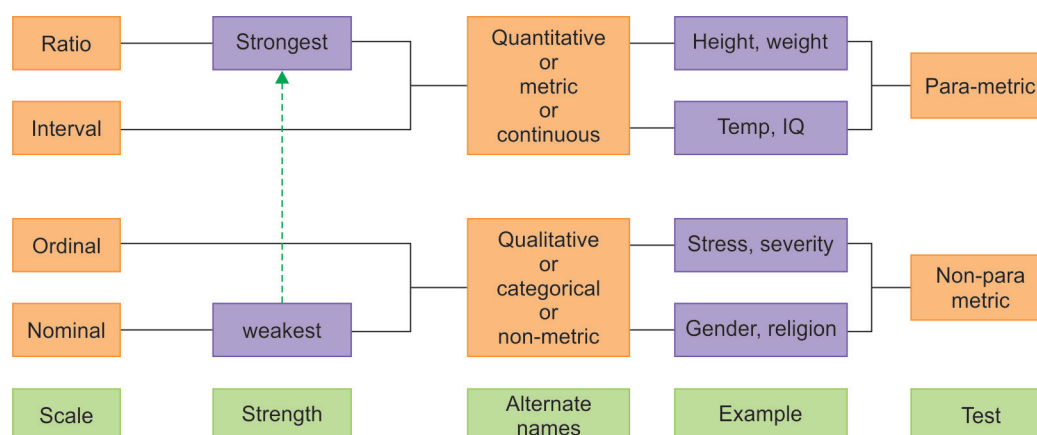 Ratio
Strongest
Quantitative
or
metric
or
continuous
Height, weight
Para-metric
Interval
Temp, IQ
Ordinal
Qualitative
or
categorical
or
non-metric
Stress, severity
Non-para
metric
Nominal
weakest
Gender, religion
Scale
Strength
Alternate
names
Example
Test